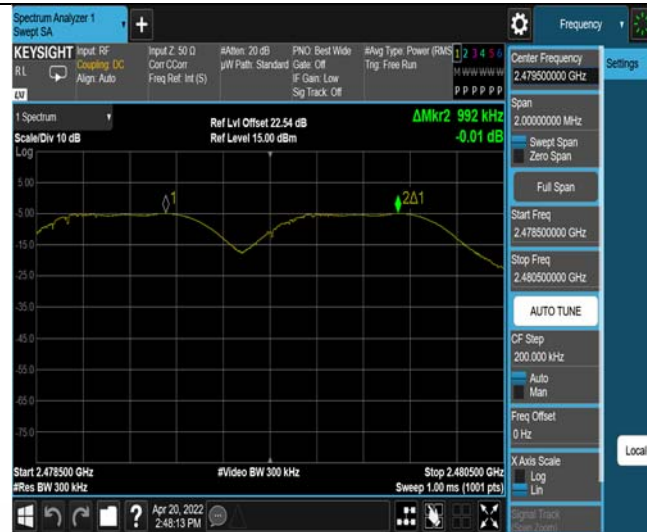 Spectrum Analyzer 1
Swept SA
Frequency
KEYSIGHT
RL
Input: RF
Coupling: DC
Align: Auto
Input Z: 50 Ω
Corr CCorr
Freq Ref: Int (S)
#Atten: 20 dB
µW Path: Standard
PNO: Best Wide
Gate: Off
IF Gain: Low
Sig Track: Off
#Avg Type: Power (RMS
Trig: Free Run
1 2 3 4 5 6
M W W W W W
P P P P P P
LXI
1 Spectrum
Scale/Div 10 dB
Log
Ref Lvl Offset 22.54 dB
Ref Level 15.00 dBm
ΔMkr2 992 kHz
-0.01 dB
5.00
-5.00
-15.0
-25.0
-35.0
-45.0
-55.0
-65.0
-75.0
1
2Δ1
Start 2.478500 GHz
#Res BW 300 kHz
#Video BW 300 kHz
Stop 2.480500 GHz
Sweep 1.00 ms (1001 pts)
Apr 20, 2022
2:48:13 PM
Center Frequency
2.479500000 GHz
Settings
Span
2.00000000 MHz
Swept Span
Zero Span
Full Span
Start Freq
2.478500000 GHz
Stop Freq
2.480500000 GHz
AUTO TUNE
CF Step
200.000 kHz
Auto
Man
Freq Offset
0 Hz
Local
X Axis Scale
Log
Lin
Signal Track
(Span Zoom)